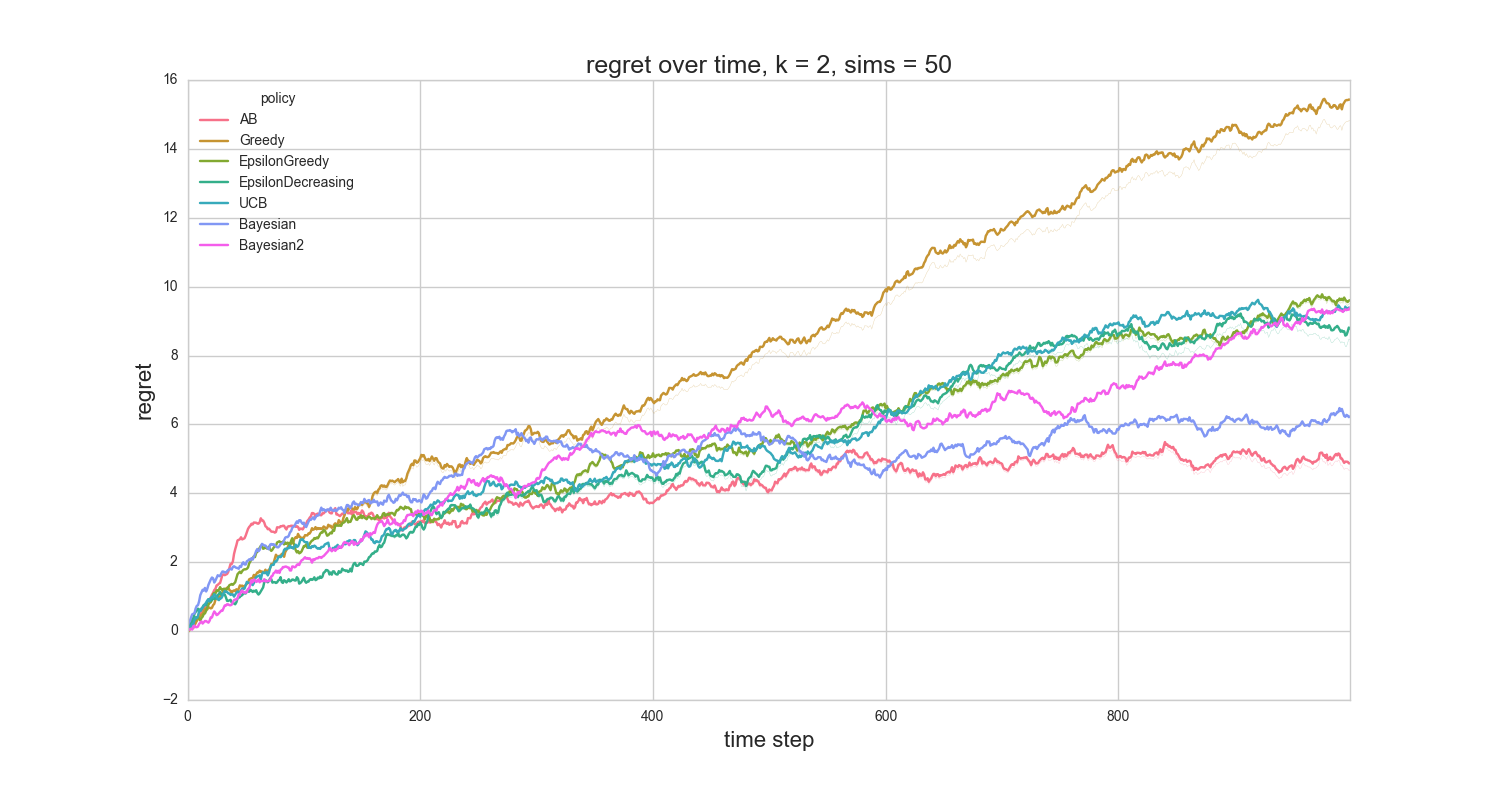 regret over time, k = 2, sims = 50
16
14
12
10
8
6
4
2
0
−2
regret
policy
AB
Greedy
EpsilonGreedy
EpsilonDecreasing
UCB
Bayesian
Bayesian2
0
200
400
600
800
time step